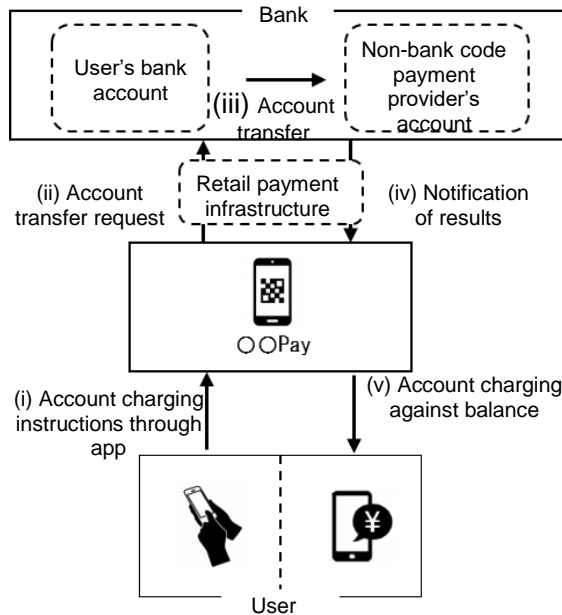 Bank
User's bank
account
Non-bank code
payment
provider's
account
(iii) Account
transfer
(ii) Account
transfer request
Retail payment
infrastructure
(iv) Notification
of results
○○Pay
(i) Account charging
instructions through
app
(v) Account charging
against balance
¥
User